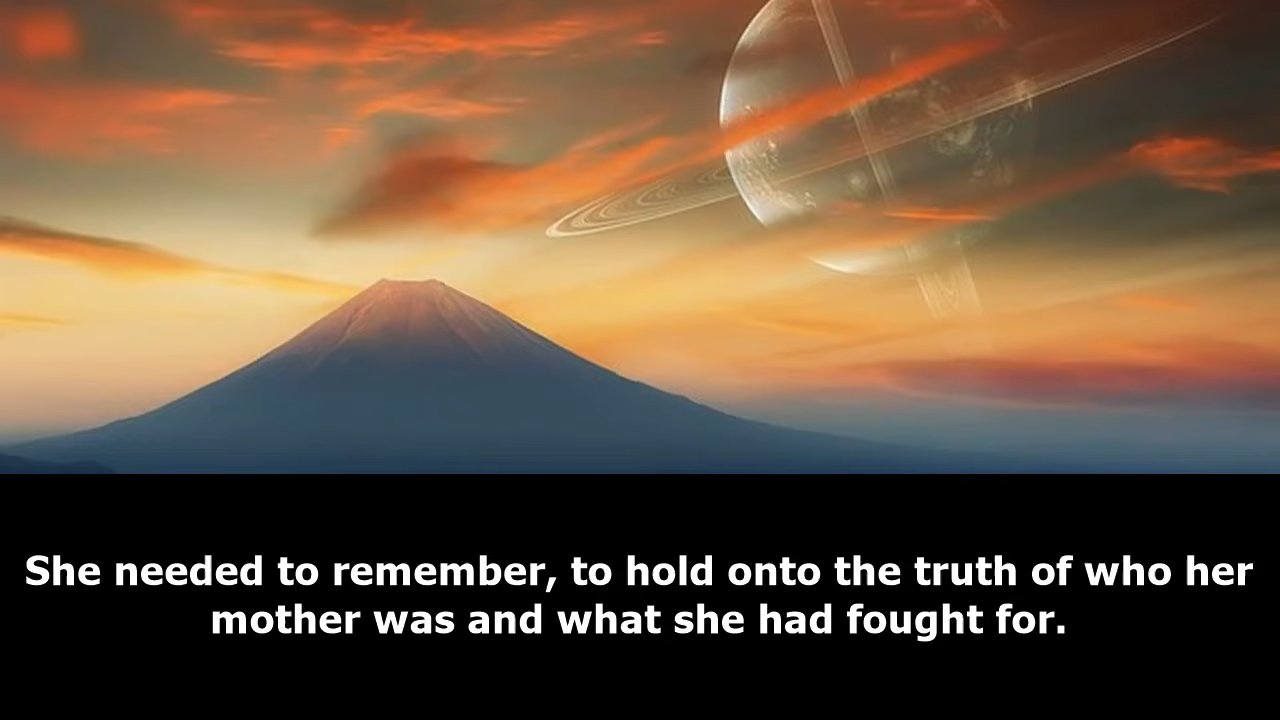 She needed to remember, to hold onto the truth of who her
mother was and what she had fought for.